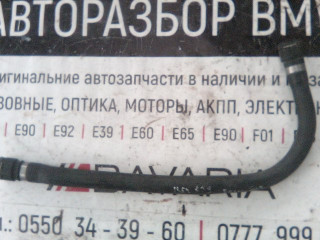 АВТОРАЗБОР BMW
оригинальные автозапчасти в наличии и
ЗОВНЫЕ, ОПТИКА, МОТОРЫ, АКПП, ЭЛЕКТ
| E90 | E92 | E39 | E60 | E65 | E90 | F01 |
BAVARIA
.: 0550 34-39-60 | 0777 999